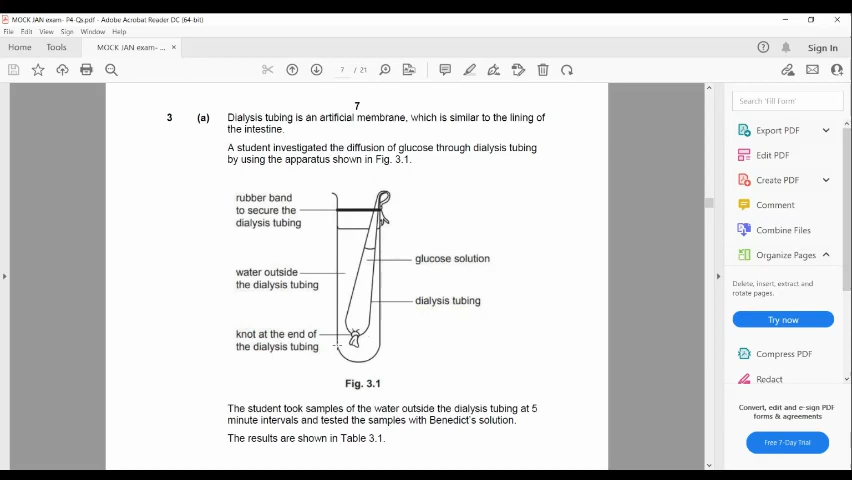 MOCK JAN exam- P4-Qs.pdf - Adobe Acrobat Reader DC (64-bit)
File Edit View Sign Window Help
Home Tools MOCK JAN exam- ... × Sign In
7 / 21
7
3 (a) Dialysis tubing is an artificial membrane, which is similar to the lining of
the intestine.
A student investigated the diffusion of glucose through dialysis tubing
by using the apparatus shown in Fig. 3.1.
rubber band
to secure the
dialysis tubing
glucose solution
water outside
the dialysis tubing
dialysis tubing
knot at the end of
the dialysis tubing
Fig. 3.1
The student took samples of the water outside the dialysis tubing at 5
minute intervals and tested the samples with Benedict's solution.
The results are shown in Table 3.1.
Search 'Fill Form'
Export PDF
Edit PDF
Create PDF
Comment
Combine Files
Organize Pages
Delete, insert, extract and
rotate pages.
Try now
Compress PDF
Redact
Convert, edit and e-sign PDF
forms & agreements
Free 7-Day Trial